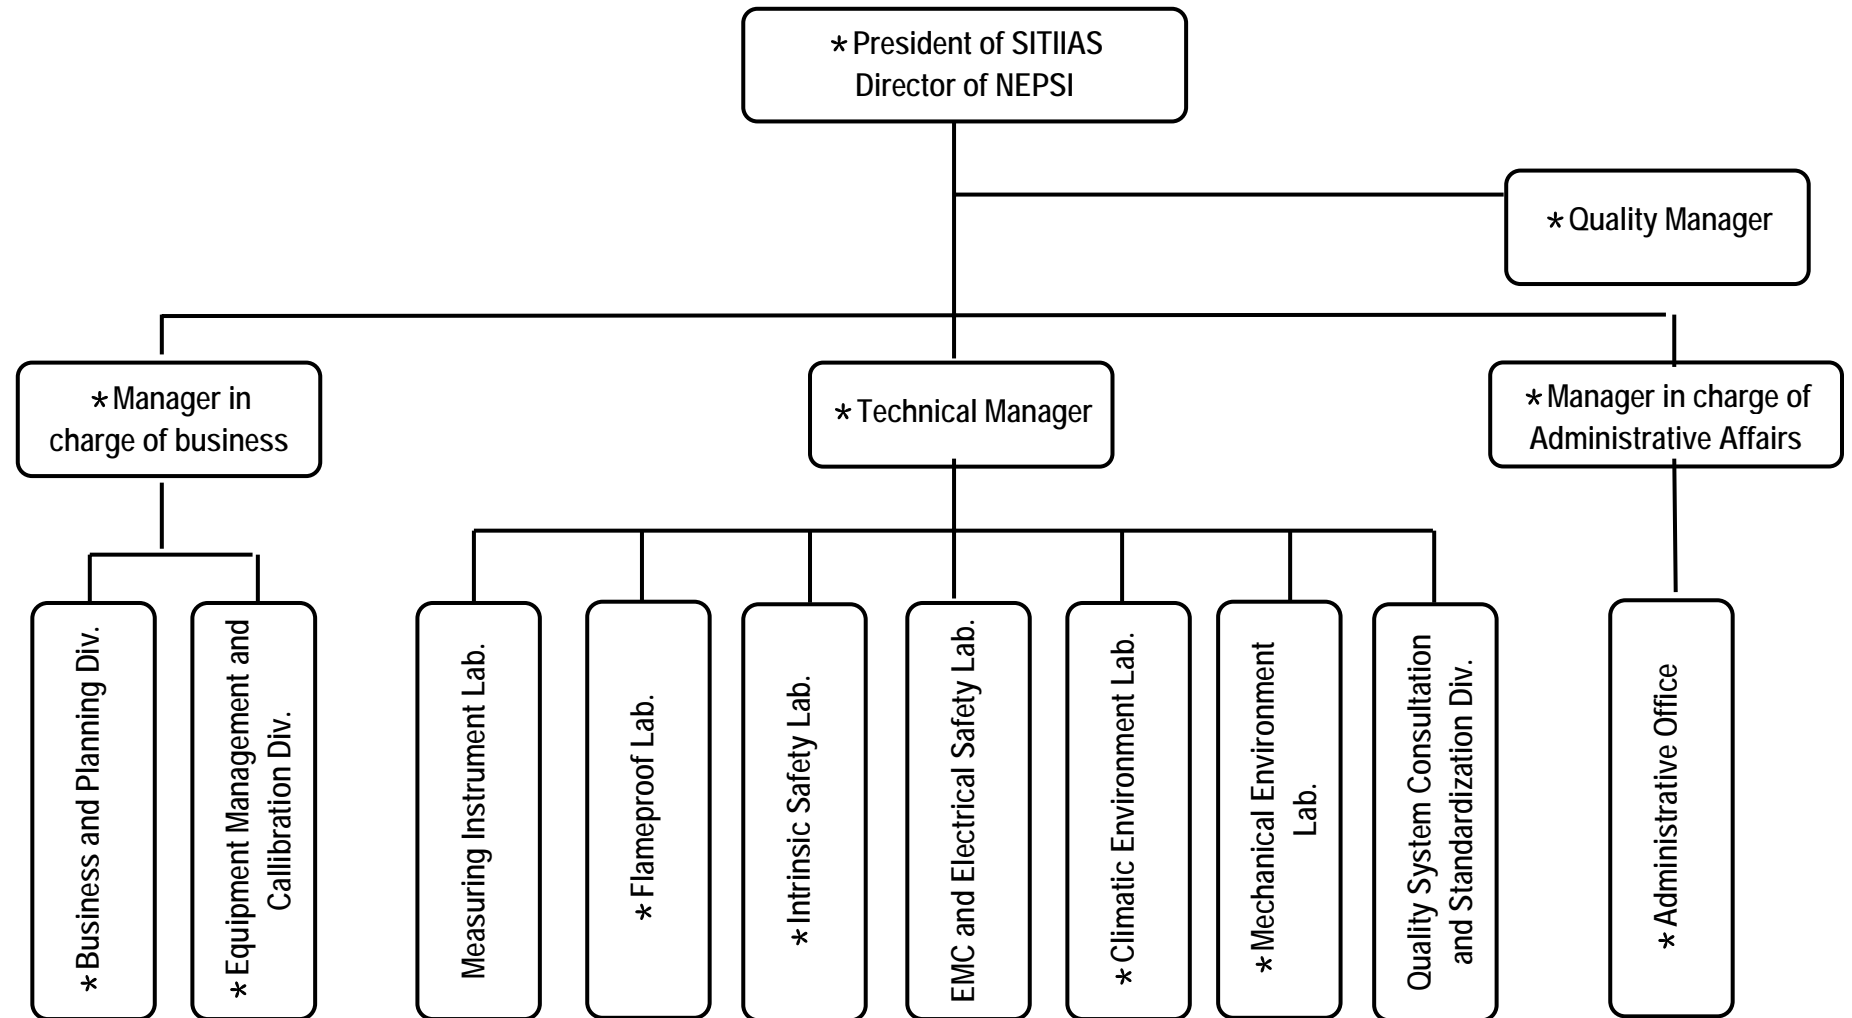 * President of SITIIAS
Director of NEPSI
* Quality Manager
* Manager in
charge of business
* Technical Manager
* Manager in charge of
Administrative Affairs
* Business and Planning Div.
* Equipment Management and
Callibration Div.
Measuring Instrument Lab.
* Flameproof Lab.
* Intrinsic Safety Lab.
EMC and Electrical Safety Lab.
* Climatic Environment Lab.
* Mechanical Environment
Lab.
Quality System Consultation
and Standardization Div.
* Administrative Office